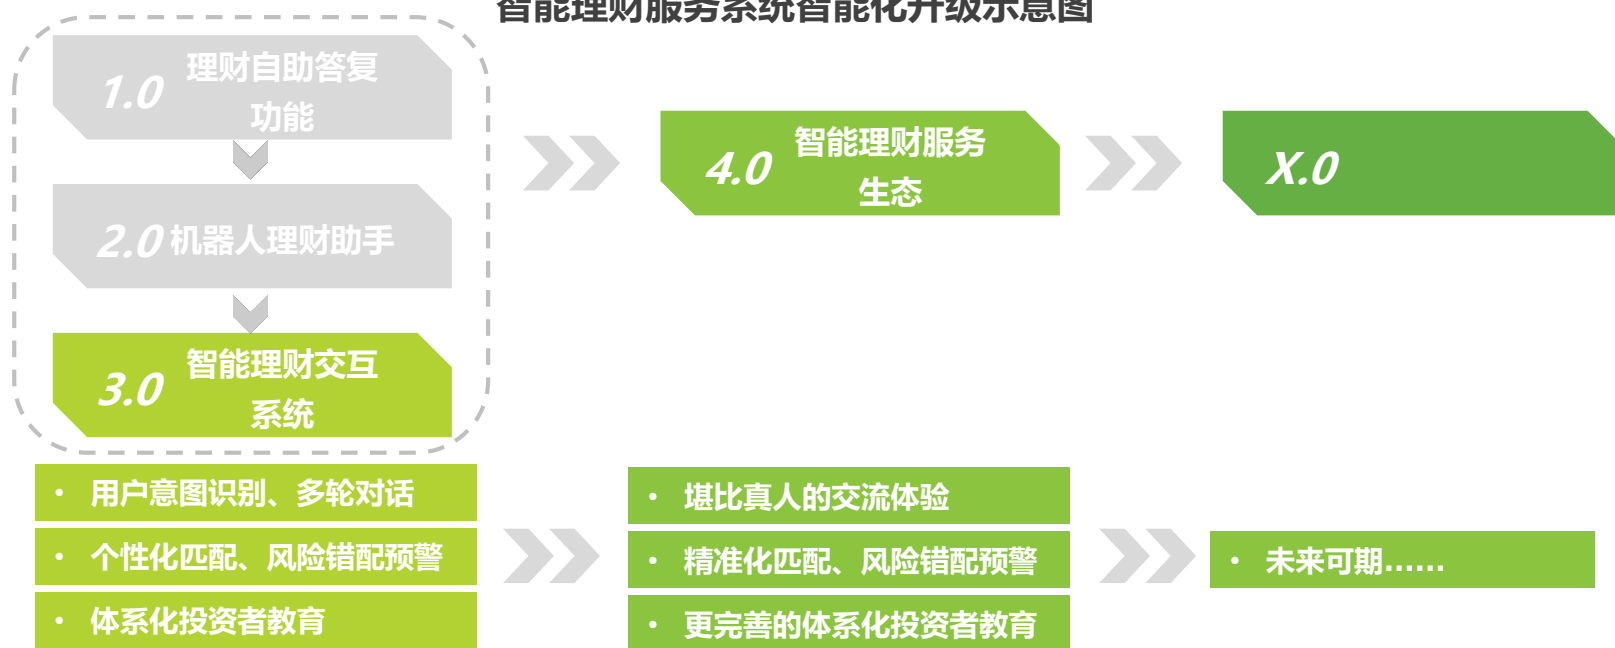 智能理财服务系统智能化升级示意图
1.0 理财自助答复
功能
2.0 机器人理财助手
3.0 智能理财交互
系统
4.0 智能理财服务
生态
X.0
• 用户意图识别、多轮对话
• 个性化匹配、风险错配预警
• 体系化投资者教育
• 堪比真人的交流体验
• 精准化匹配、风险错配预警
• 更完善的体系化投资者教育
• 未来可期......